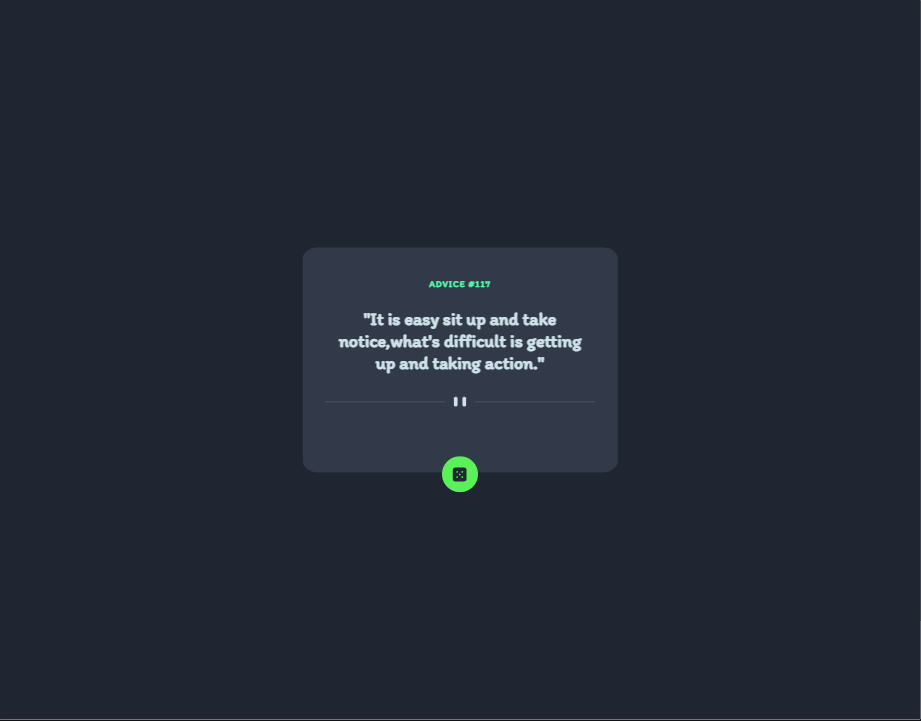 ADVICE #117
"It is easy sit up and take
notice,what's difficult is getting
up and taking action."